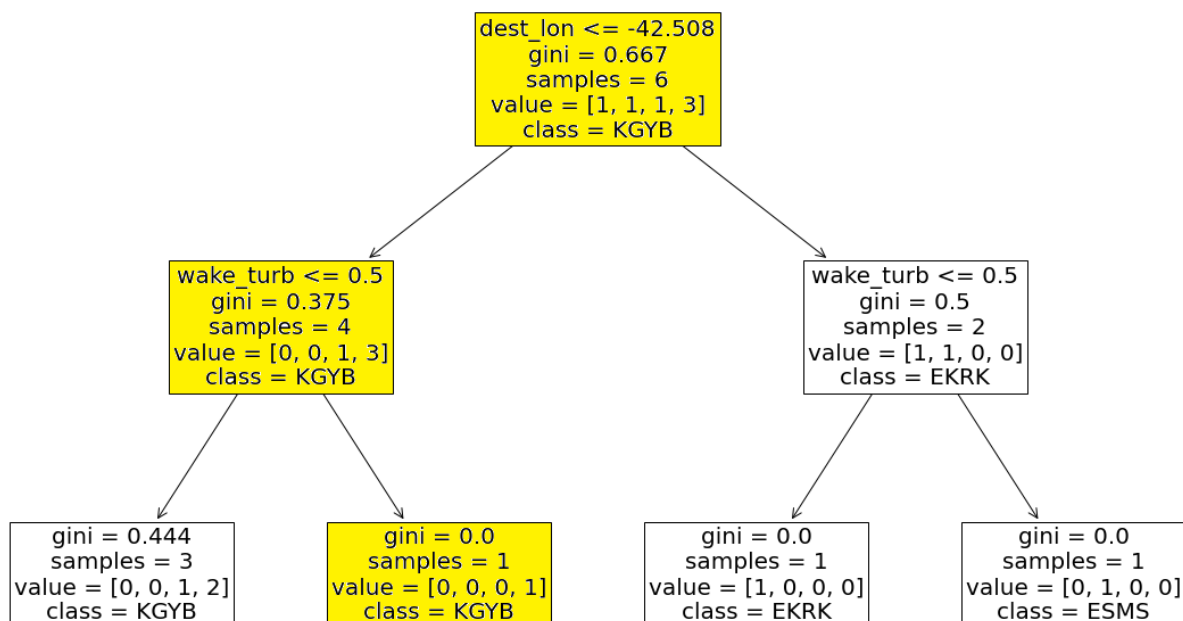 dest_lon <= -42.508
gini = 0.667
samples = 6
value = [1, 1, 1, 3]
class = KGYB
wake_turb <= 0.5
gini = 0.375
samples = 4
value = [0, 0, 1, 3]
class = KGYB
wake_turb <= 0.5
gini = 0.5
samples = 2
value = [1, 1, 0, 0]
class = EKRK
gini = 0.444
samples = 3
value = [0, 0, 1, 2]
class = KGYB
gini = 0.0
samples = 1
value = [0, 0, 0, 1]
class = KGYB
gini = 0.0
samples = 1
value = [1, 0, 0, 0]
class = EKRK
gini = 0.0
samples = 1
value = [0, 1, 0, 0]
class = ESMS